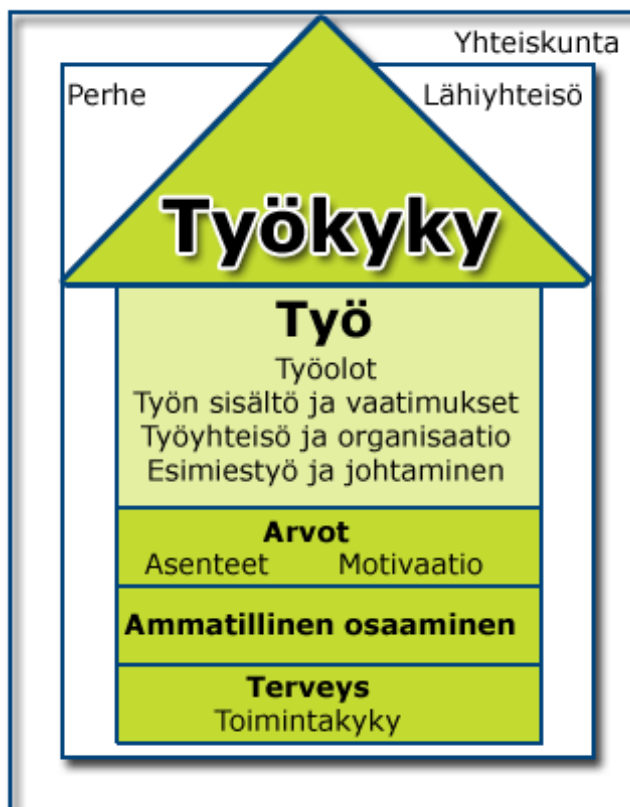 Yhteiskunta
Perhe Lähiyhteisö
Työkyky
Työ
Työolot
Työn sisältö ja vaatimukset
Työyhteisö ja organisaatio
Esimiestyö ja johtaminen
Arvot
Asenteet Motivaatio
Ammatillinen osaaminen
Terveys
Toimintakyky